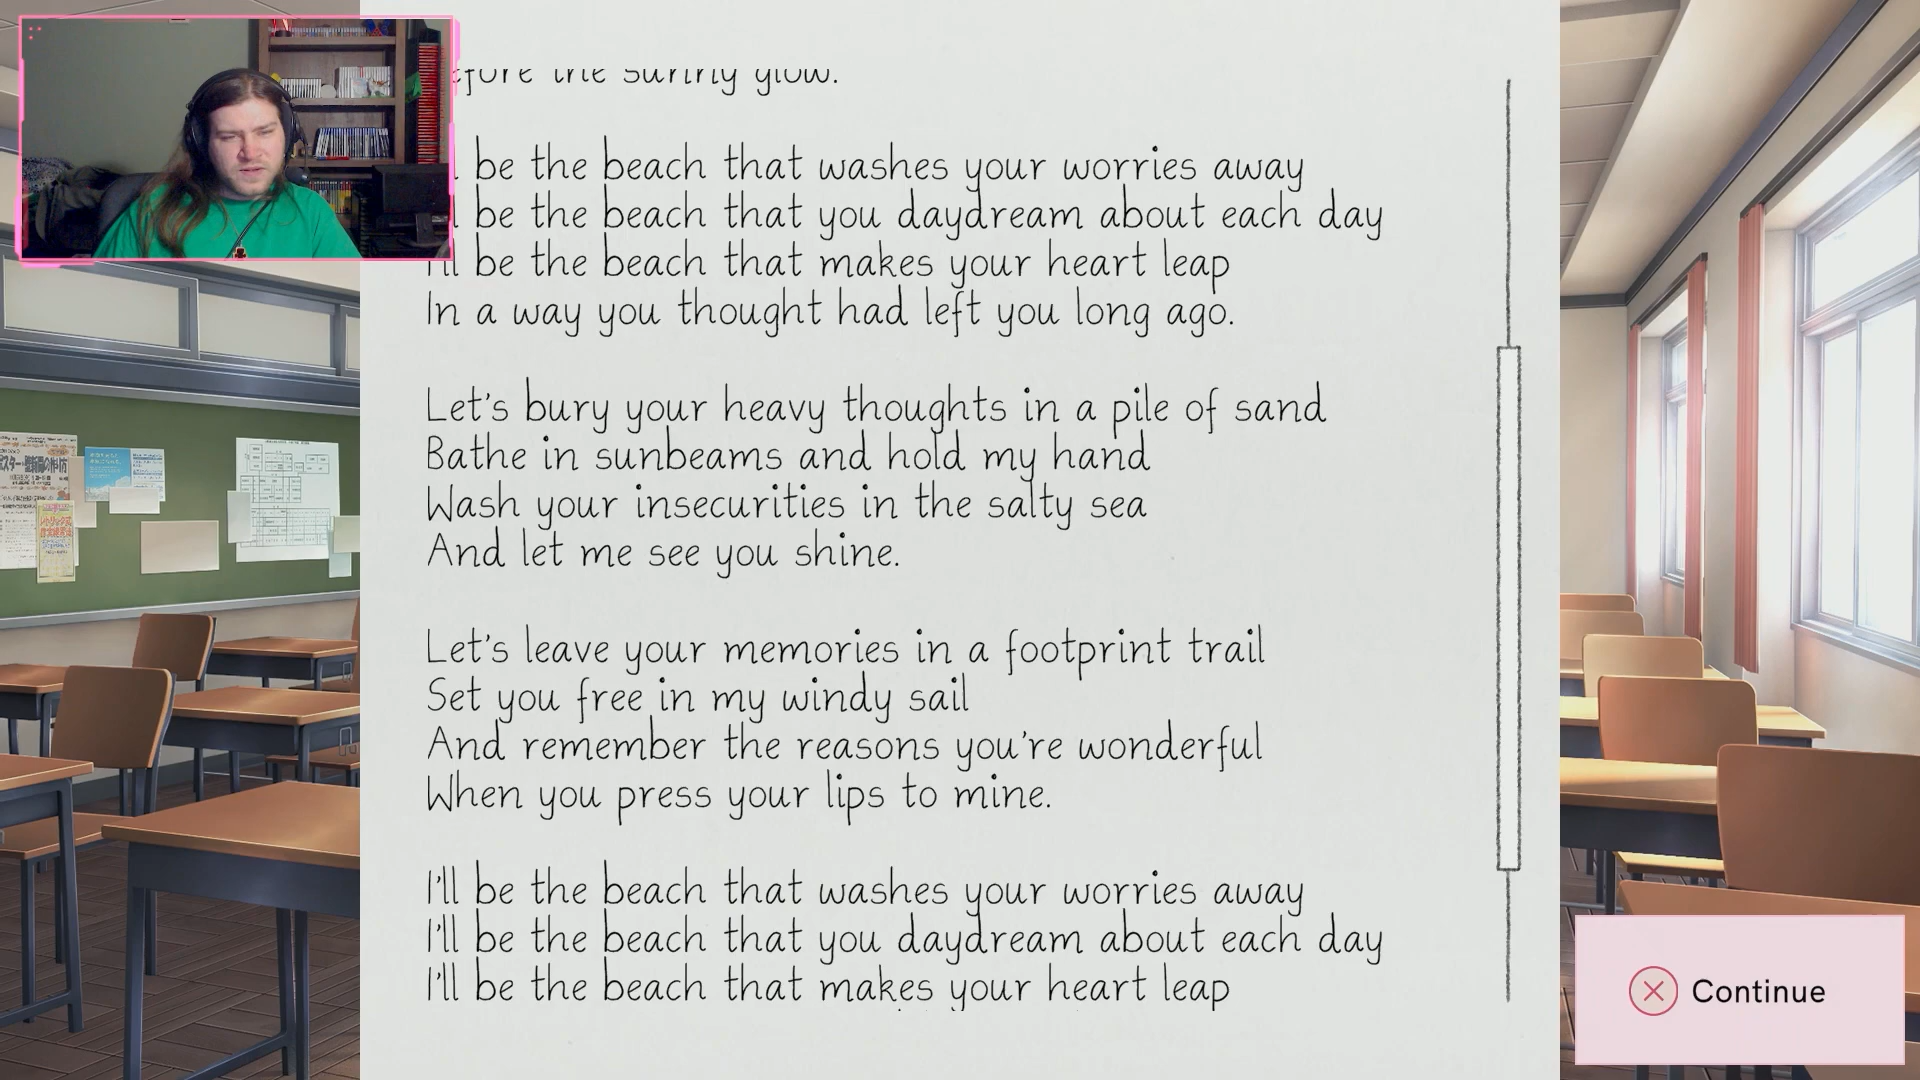 the sunny glow.
be the beach that washes your worries away
be the beach that you daydream about each day
I'll be the beach that makes your heart leap
In a way you thought had left you long ago.
Let's bury your heavy thoughts in a pile of sand
Bathe in sunbeams and hold my hand
Wash your insecurities in the salty sea
And let me see you shine.
Let's leave your memories in a footprint trail
Set you free in my windy sail
And remember the reasons you're wonderful
When you press your lips to mine.
I'll be the beach that washes your worries away
I'll be the beach that you daydream about each day
I'll be the beach that makes your heart leap
Continue